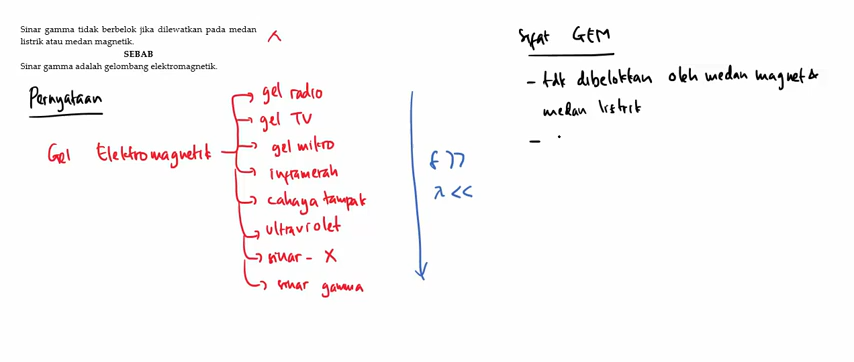 Sinar gamma tidak berbelok jika dilewatkan pada medan
listrik atau medan magnetik.
SEBAB
Sinar gamma adalah gelombang elektromagnetik.
Pernyataan
Gel Elektromagnetik
gel radio
gel TV
gel mikro
inframerah
cahaya tampak
ultraviolet
sinar - X
sinar gamma
f >>
λ <<
Sifat GEM
- tdk dibelokkan oleh medan magnet &
medan listrik
-